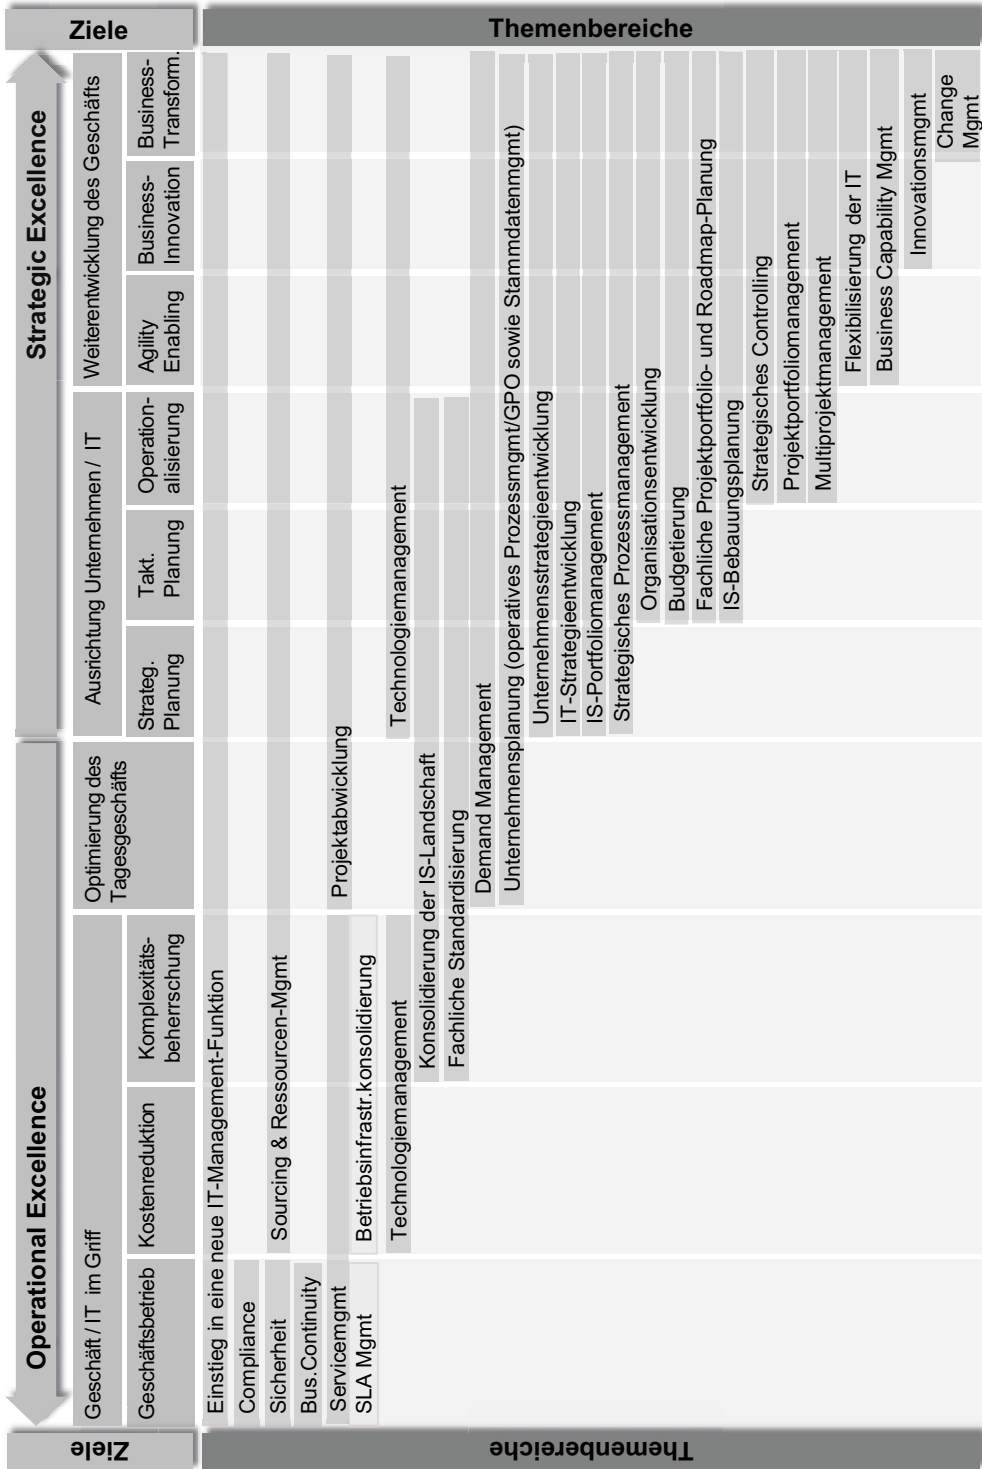 Ziele
Themenbereiche
Operational Excellence
Strategic Excellence
Geschäft / IT im Griff
Optimierung des
Tagesgeschäfts
Ausrichtung Unternehmen / IT
Weiterentwicklung des Geschäfts
Geschäftsbetrieb
Kostenreduktion
Komplexitäts-
beherrschung
Strateg.
Planung
Takt.
Planung
Operation-
alisierung
Agility
Enabling
Business-
Innovation
Business-
Transform.
Einstieg in eine neue IT-Management-Funktion
Compliance
Sicherheit
Sourcing & Ressourcen-Mgmt
Bus.Continuity
Servicemgmt
Projektabwicklung
SLA Mgmt
Betriebsinfrastr.konsolidierung
Technologiemanagement
Technologiemanagement
Konsolidierung der IS-Landschaft
Fachliche Standardisierung
Demand Management
Unternehmensplanung (operatives Prozessmgmt/GPO sowie Stammdatenmgmt)
Unternehmensstrategieentwicklung
IT-Strategieentwicklung
IS-Portfoliomanagement
Strategisches Prozessmanagement
Organisationsentwicklung
Budgetierung
Fachliche Projektportfolio- und Roadmap-Planung
IS-Bebauungsplanung
Strategisches Controlling
Projektportfoliomanagement
Multiprojektmanagement
Flexibilisierung der IT
Business Capability Mgmt
Innovationsmgmt
Change
Mgmt
Ziele
Themenbereiche